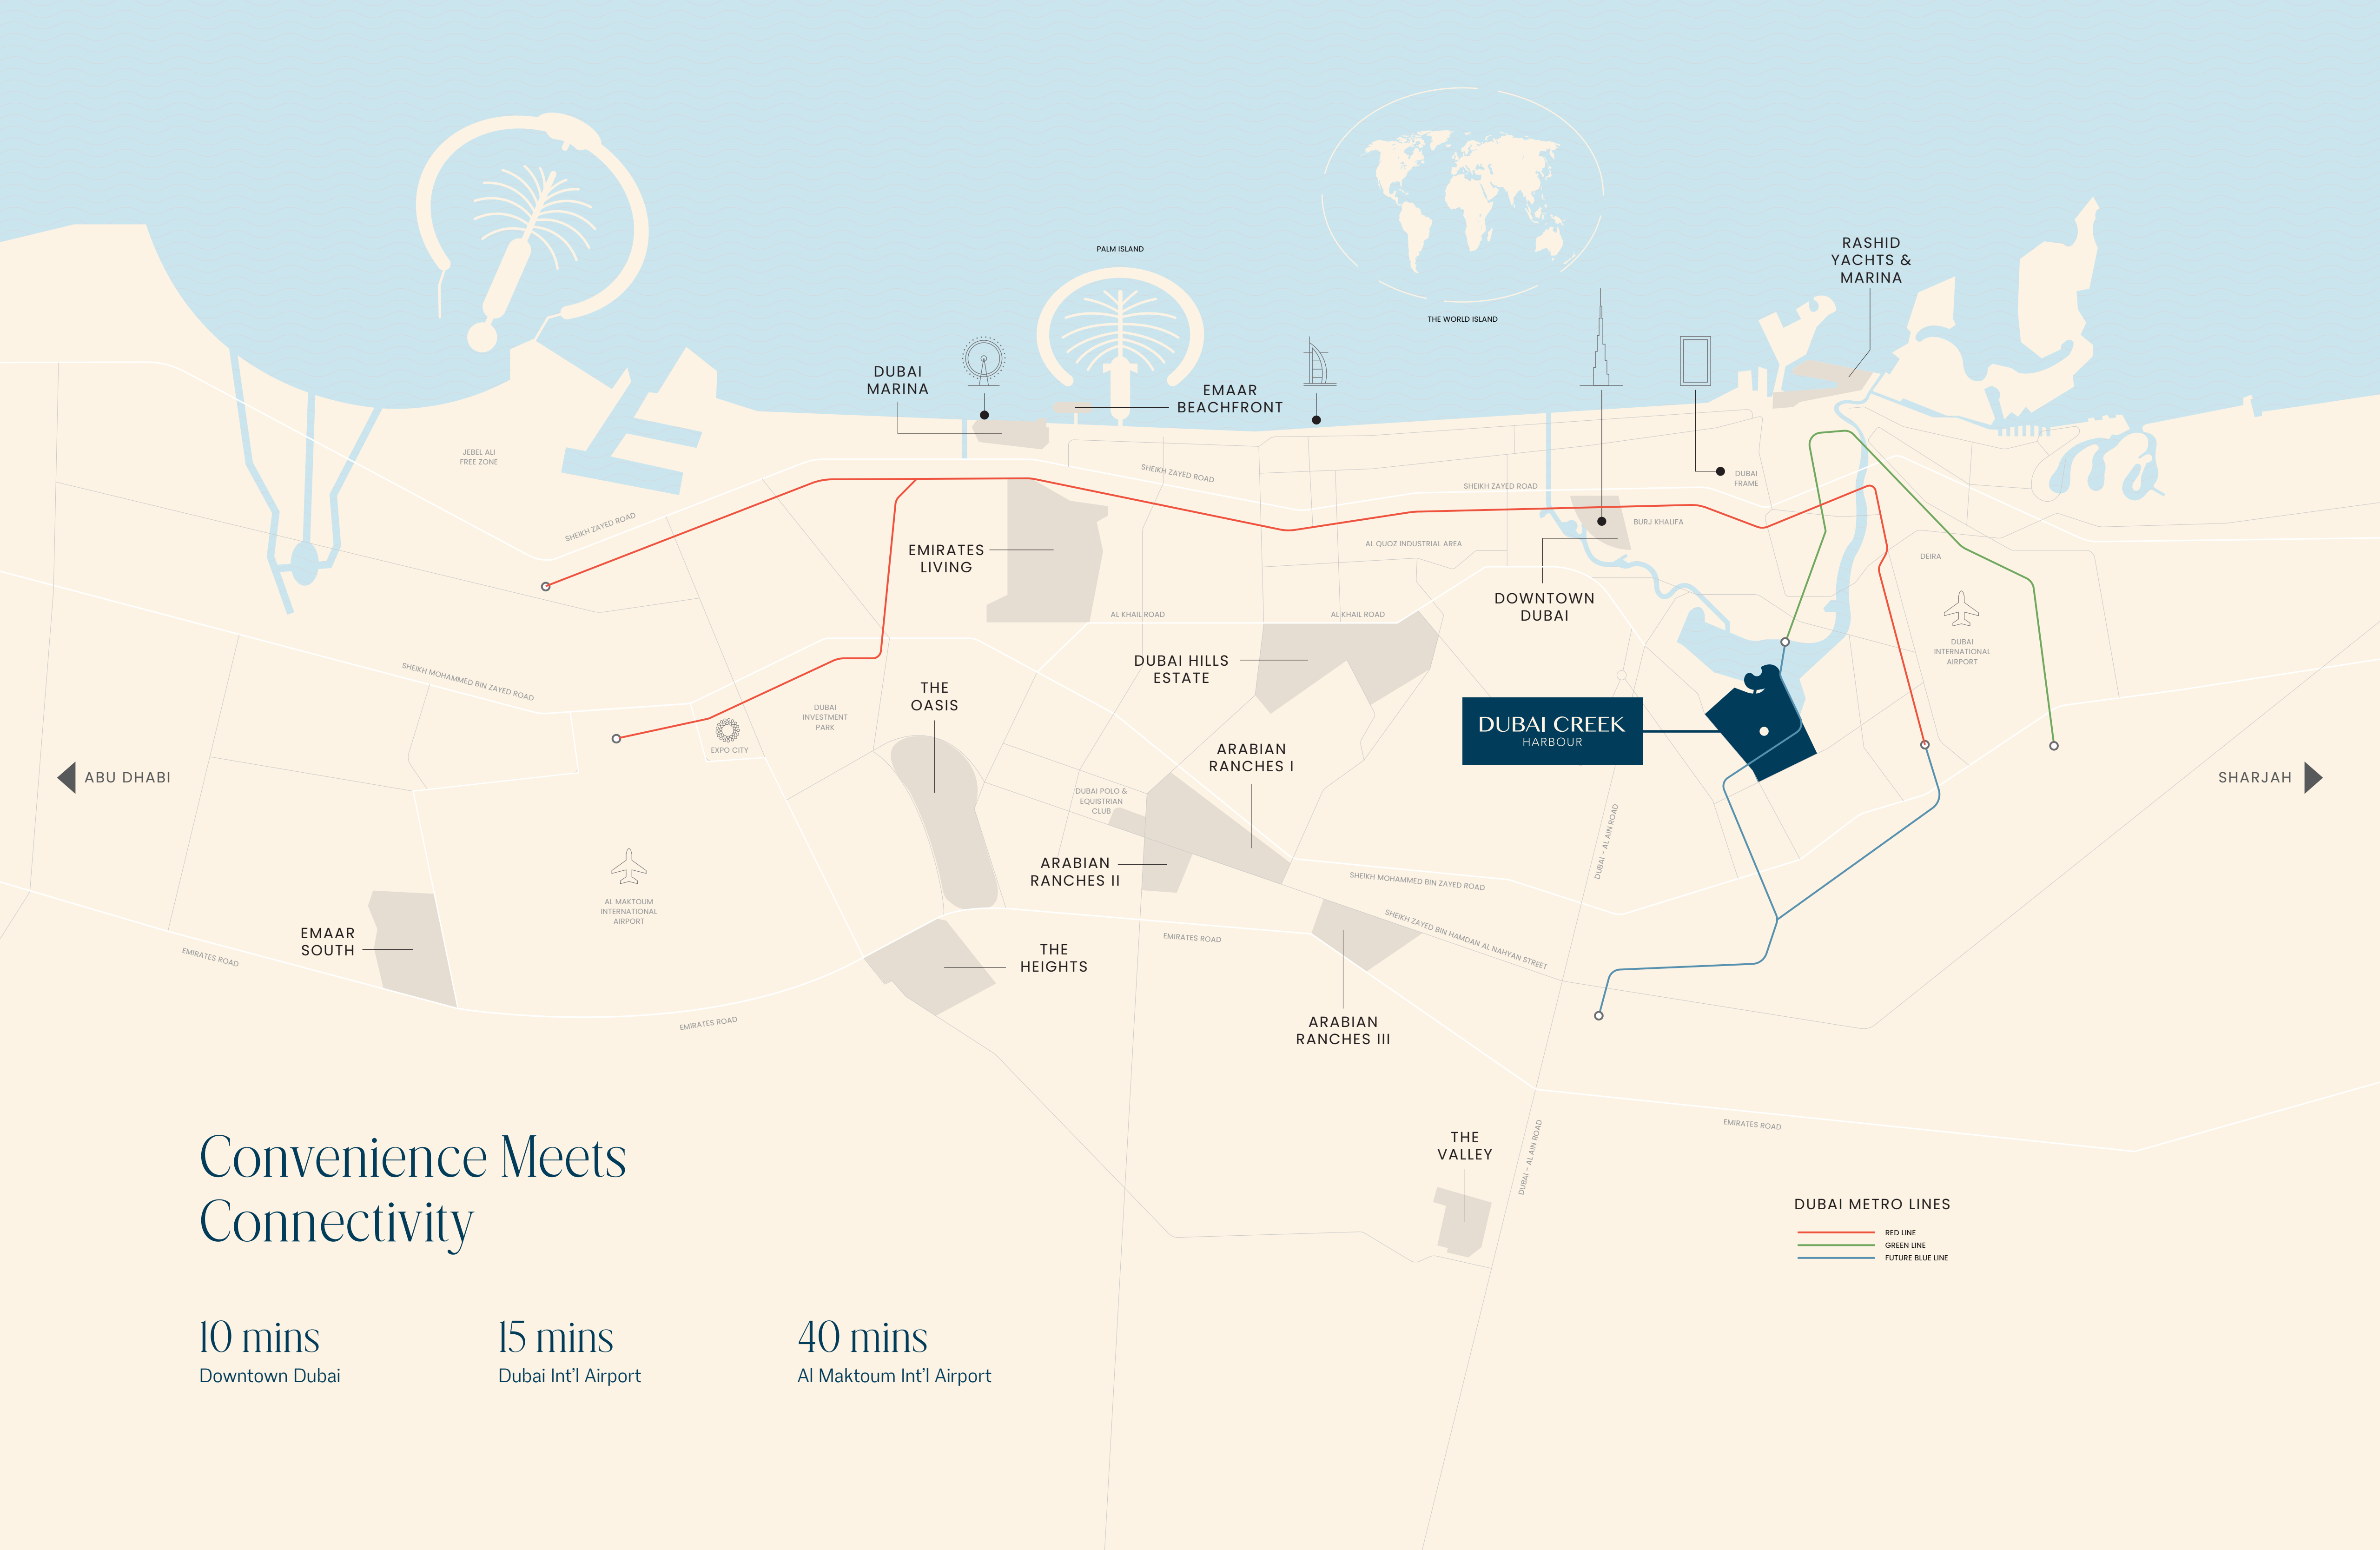 PALM ISLAND
THE WORLD ISLAND
RASHID
YACHTS &
MARINA
DUBAI
MARINA
EMAAR
BEACHFRONT
JEBEL ALI
FREE ZONE
SHEIKH ZAYED ROAD
SHEIKH ZAYED ROAD
SHEIKH ZAYED ROAD
DUBAI
FRAME
BURJ KHALIFA
AL QUOZ INDUSTRIAL AREA
DEIRA
EMIRATES
LIVING
DOWNTOWN
DUBAI
AL KHAIL ROAD
AL KHAIL ROAD
DUBAI
INTERNATIONAL
AIRPORT
SHEIKH MOHAMMED BIN ZAYED ROAD
DUBAI HILLS
ESTATE
THE
OASIS
DUBAI
INVESTMENT
PARK
EXPO CITY
DUBAI CREEK
HARBOUR
ARABIAN
RANCHES I
ABU DHABI
SHARJAH
DUBAI POLO &
EQUESTRIAN
CLUB
ARABIAN
RANCHES II
SHEIKH MOHAMMED BIN ZAYED ROAD
DUBAI - AL AIN ROAD
AL MAKTOUM
INTERNATIONAL
AIRPORT
SHEIKH ZAYED BIN HAMDAN AL NAHYAN STREET
EMAAR
SOUTH
EMIRATES ROAD
EMIRATES ROAD
THE
HEIGHTS
EMIRATES ROAD
ARABIAN
RANCHES III
EMIRATES ROAD
THE
VALLEY
DUBAI - AL AIN ROAD
Convenience Meets
Connectivity
DUBAI METRO LINES
RED LINE
GREEN LINE
FUTURE BLUE LINE
10 mins
Downtown Dubai
15 mins
Dubai Int'l Airport
40 mins
Al Maktoum Int'l Airport